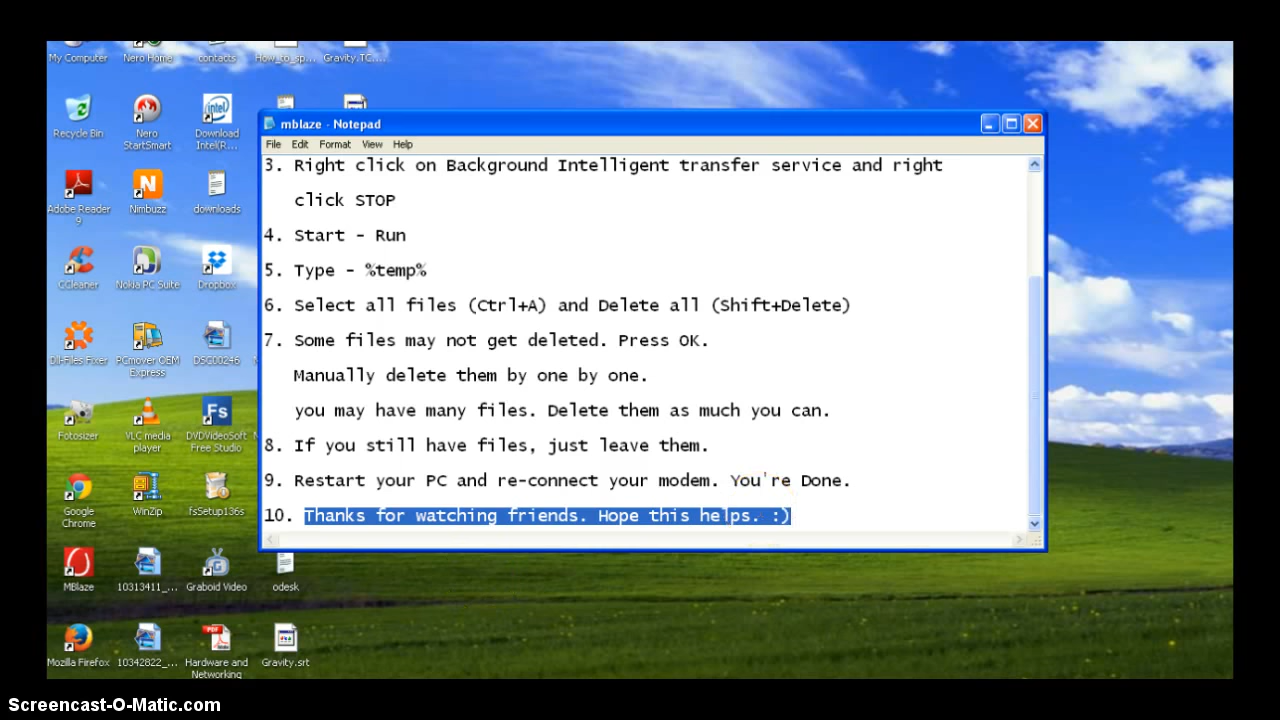 My Computer
Nero Home
contacts
How_to_sp...
Gravity.TC....
Recycle Bin
Nero StartSmart
Download Intel(R...
mblaze - Notepad
File Edit Format View Help
3. Right click on Background Intelligent transfer service and right
click STOP
4. Start - Run
5. Type - %temp%
6. Select all files (Ctrl+A) and Delete all (Shift+Delete)
7. Some files may not get deleted. Press OK.
Manually delete them by one by one.
you may have many files. Delete them as much you can.
8. If you still have files, just leave them.
9. Restart your PC and re-connect your modem. You're Done.
10. Thanks for watching friends. Hope this helps. :)
Adobe Reader 9
Nimbuzz
downloads
CCleaner
Nokia PC Suite
Dropbox
Dll-Files Fixer
PCmover OEM Express
DSC00246
Fotosizer
VLC media player
DVDVideoSoft Free Studio
Google Chrome
WinZip
fsSetup136s
MBlaze
10313411_...
Graboid Video
odesk
Mozilla Firefox
10342822_...
Hardware and Networking
Gravity.srt
Screencast-O-Matic.com